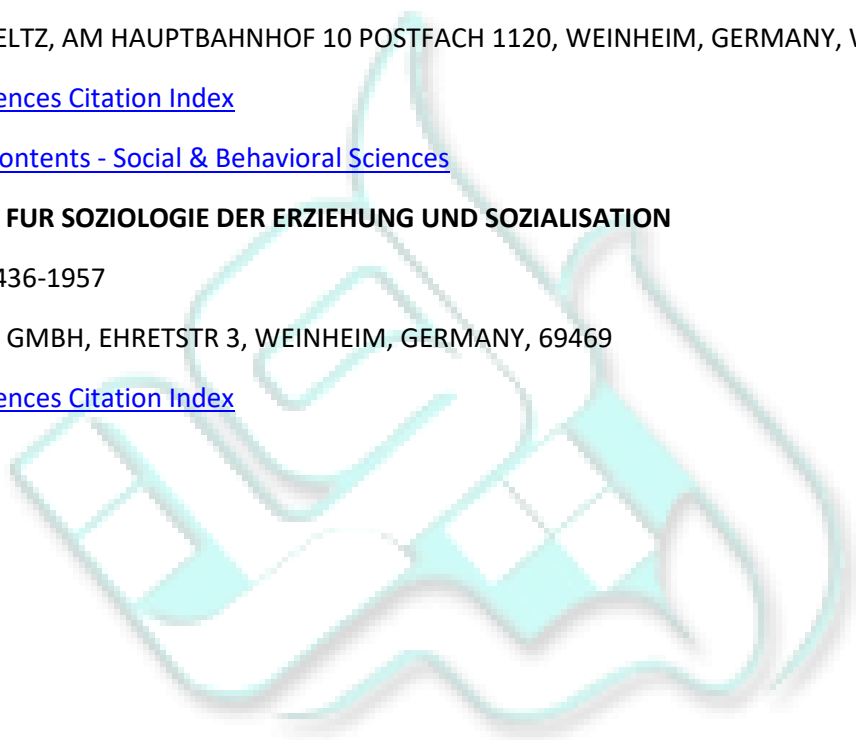 ELTZ, AM HAUPTBAHNHOF 10 POSTFACH 1120, WEINHEIM, GERMANY,
ences Citation Index
ontents - Social & Behavioral Sciences
FUR SOZIOLOGIE DER ERZIEHUNG UND SOZIALISATION
436-1957
GMBH, EHRETSTR 3, WEINHEIM, GERMANY, 69469
ences Citation Index